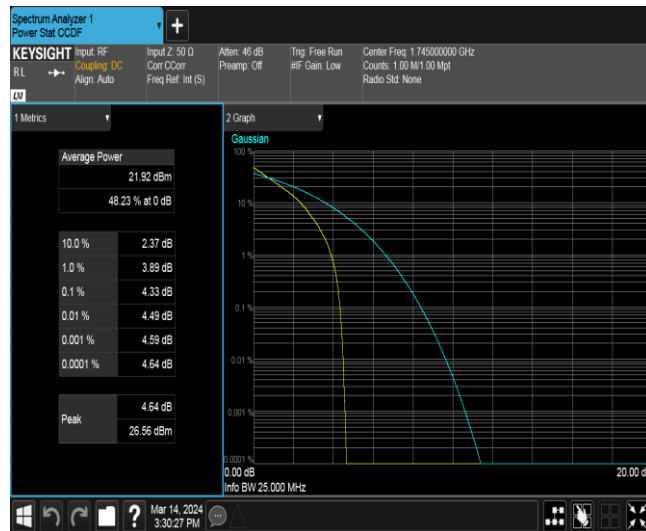 Spectrum Analyzer 1
Power Stat CCDF
KEYSIGHT
RL
LXI
Input: RF
Coupling: DC
Align: Auto
Input Z: 50 Ω
Corr CCorr
Freq Ref: Int (S)
Atten: 46 dB
Preamp: Off
Trig: Free Run
#IF Gain: Low
Center Freq: 1.745000000 GHz
Counts: 1.00 M/1.00 Mpt
Radio Std: None
1 Metrics
Average Power
21.92 dBm
48.23 % at 0 dB
10.0 % 2.37 dB
1.0 % 3.89 dB
0.1 % 4.33 dB
0.01 % 4.49 dB
0.001 % 4.59 dB
0.0001 % 4.64 dB
Peak
4.64 dB
26.56 dBm
2 Graph
Gaussian
100 %
10 %
1 %
0.1 %
0.01 %
0.001 %
0.0001 %
0.00 dB
20.00 d
Info BW 25.000 MHz
?
Mar 14, 2024
3:30:27 PM